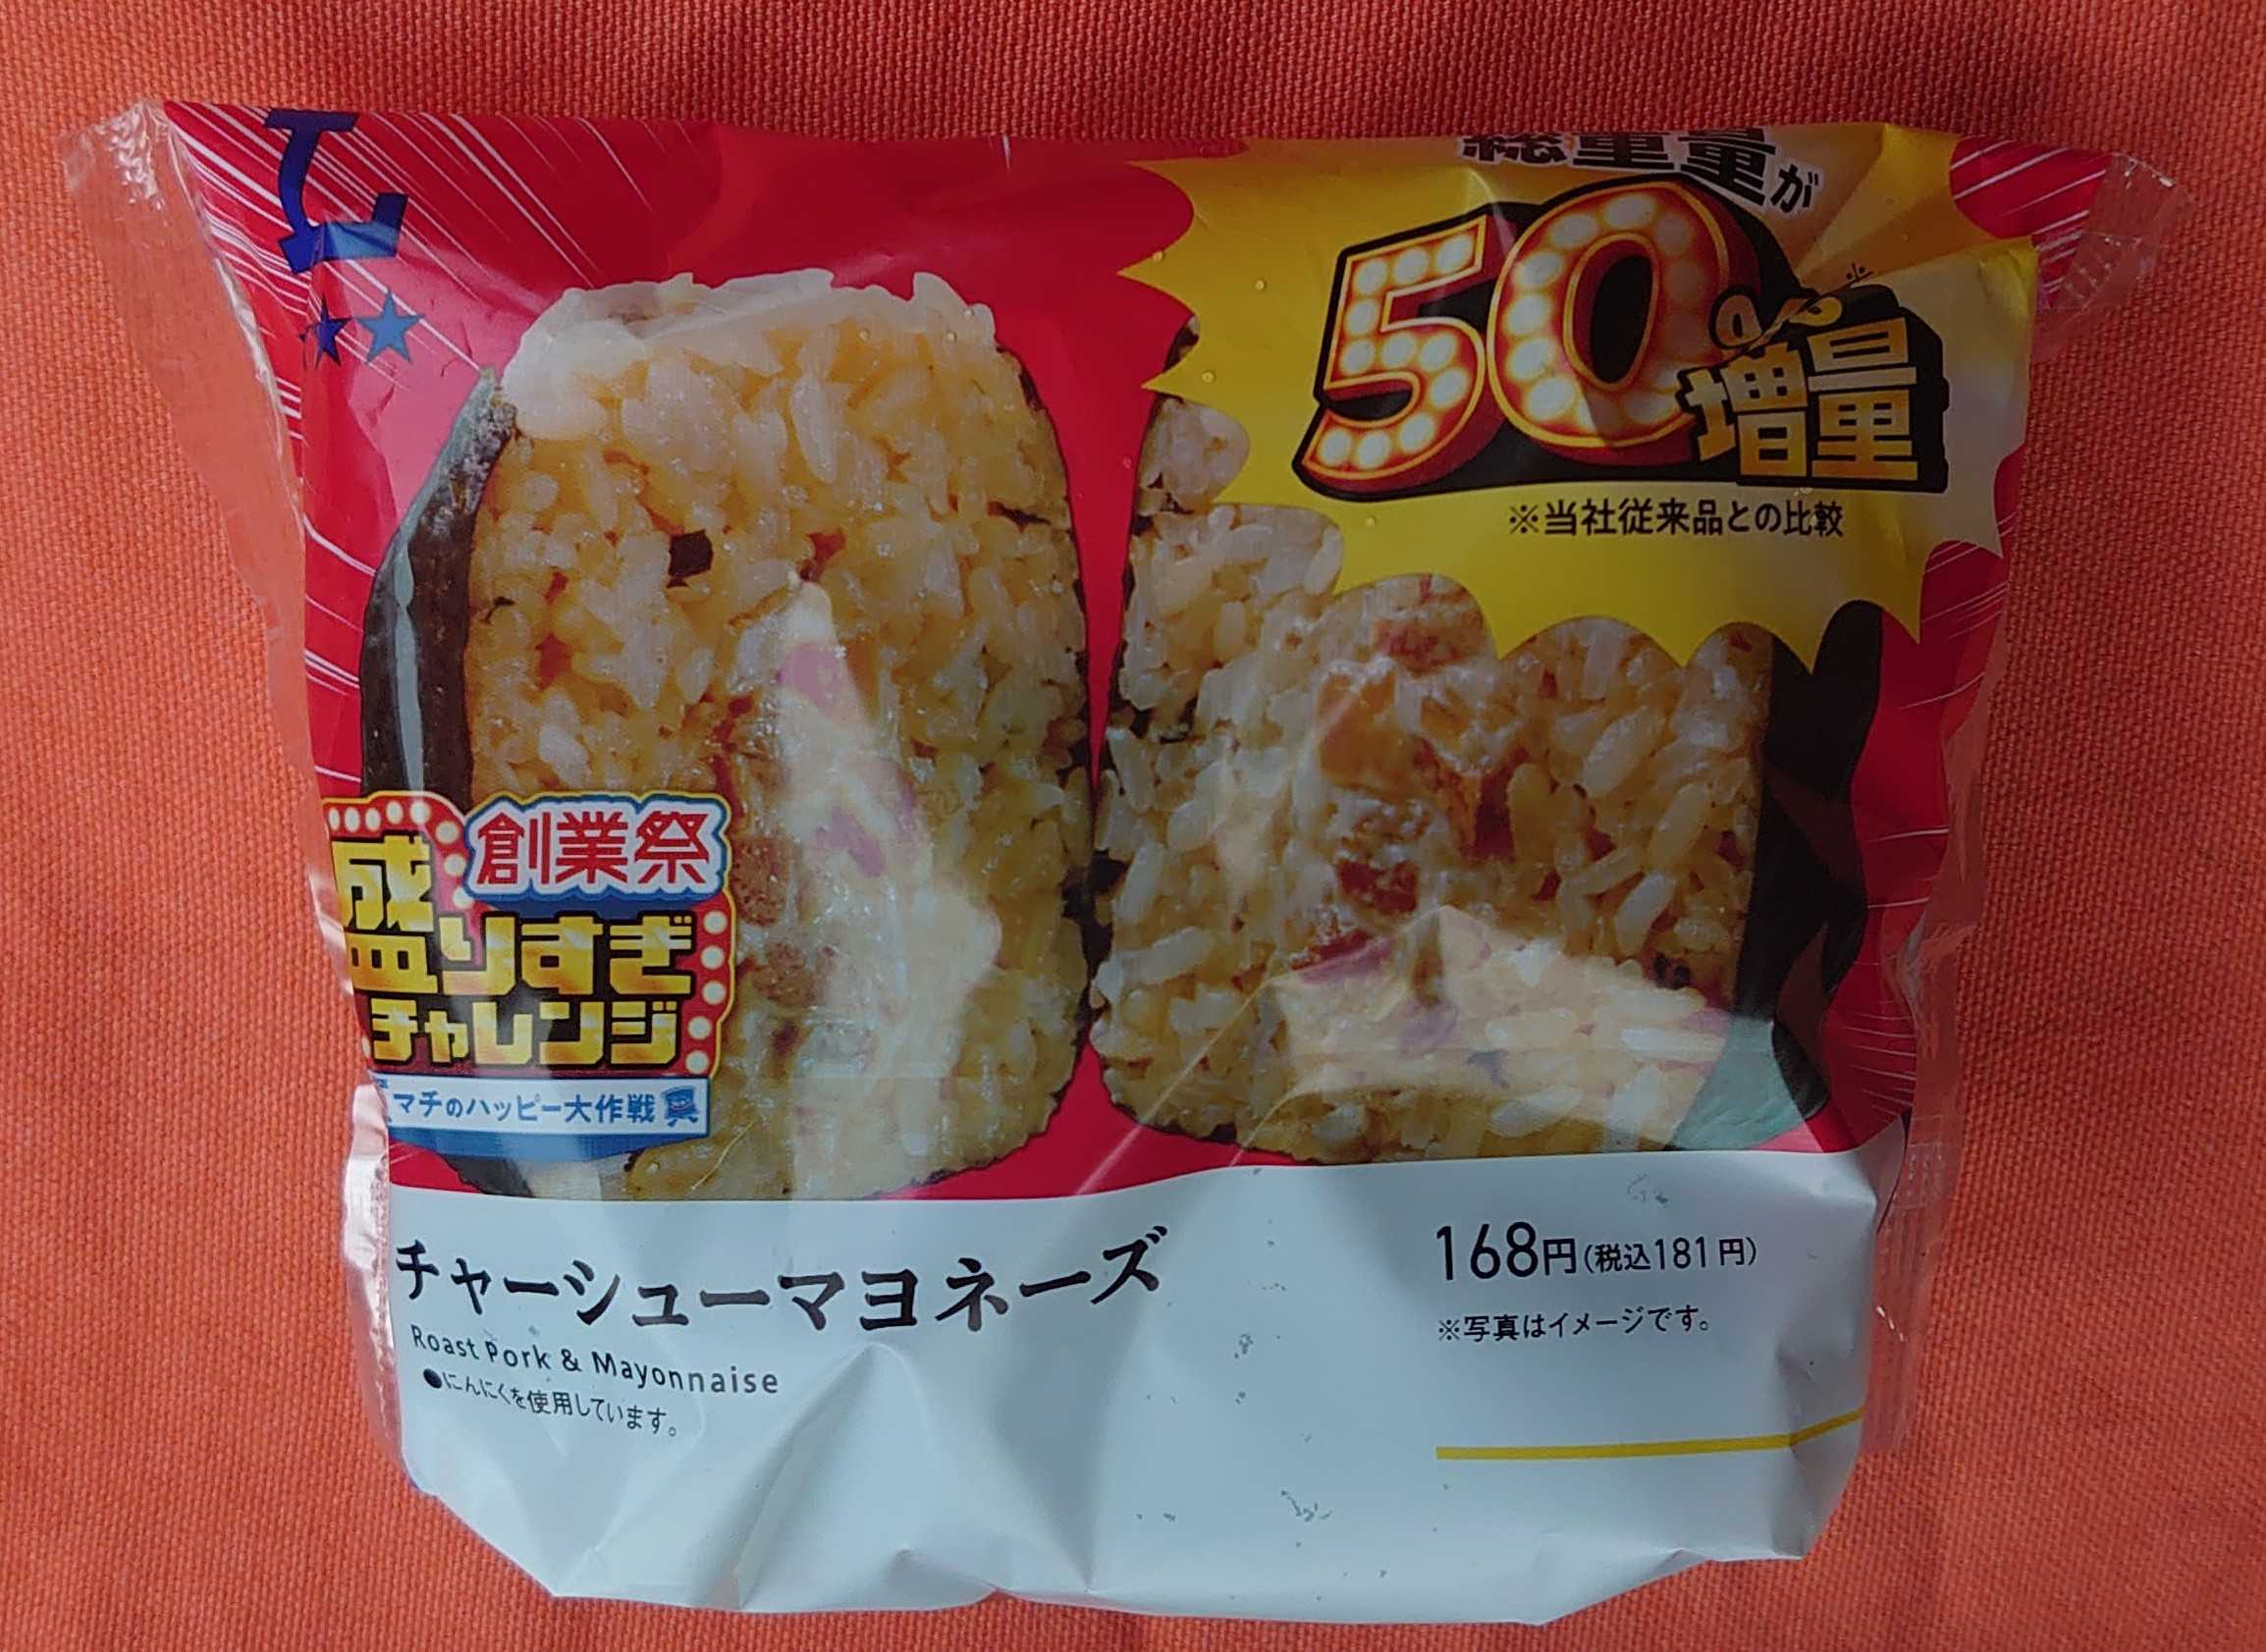 L
総重量が
50%※
増量
※当社従来品との比較
創業祭
盛りすぎ
チャレンジ
マチのハッピー大作戦
チャーシューマヨネーズ
Roast Pork & Mayonnaise
●にんにくを使用しています。
168円(税込181円)
※写真はイメージです。